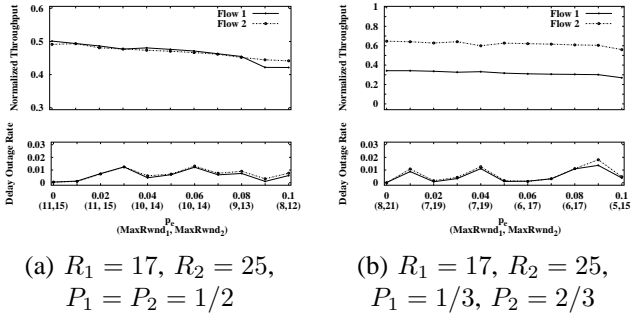 0.6
0.5
0.4
0.3
Normalized Throughput
Flow 1
Flow 2
0.03
0.02
0.01
0
Delay Outage Rate
0 0.02 0.04 0.06 0.08 0.1
(11,15) (11, 15) (10, 14) (10, 14) (9,13) (8,12)
pe
(MaxRwnd1, MaxRwnd2)
(a) R1 = 17, R2 = 25,
P1 = P2 = 1/2
1
0.8
0.6
0.4
0.2
0
Normalized Throughput
Flow 1
Flow 2
0.03
0.02
0.01
0
Delay Outage Rate
0 0.02 0.04 0.06 0.08 0.1
(8,21) (7,19) (7,19) (6, 17) (6,17) (5,15
pe
(MaxRwnd1, MaxRwnd2)
(b) R1 = 17, R2 = 25,
P1 = 1/3, P2 = 2/3